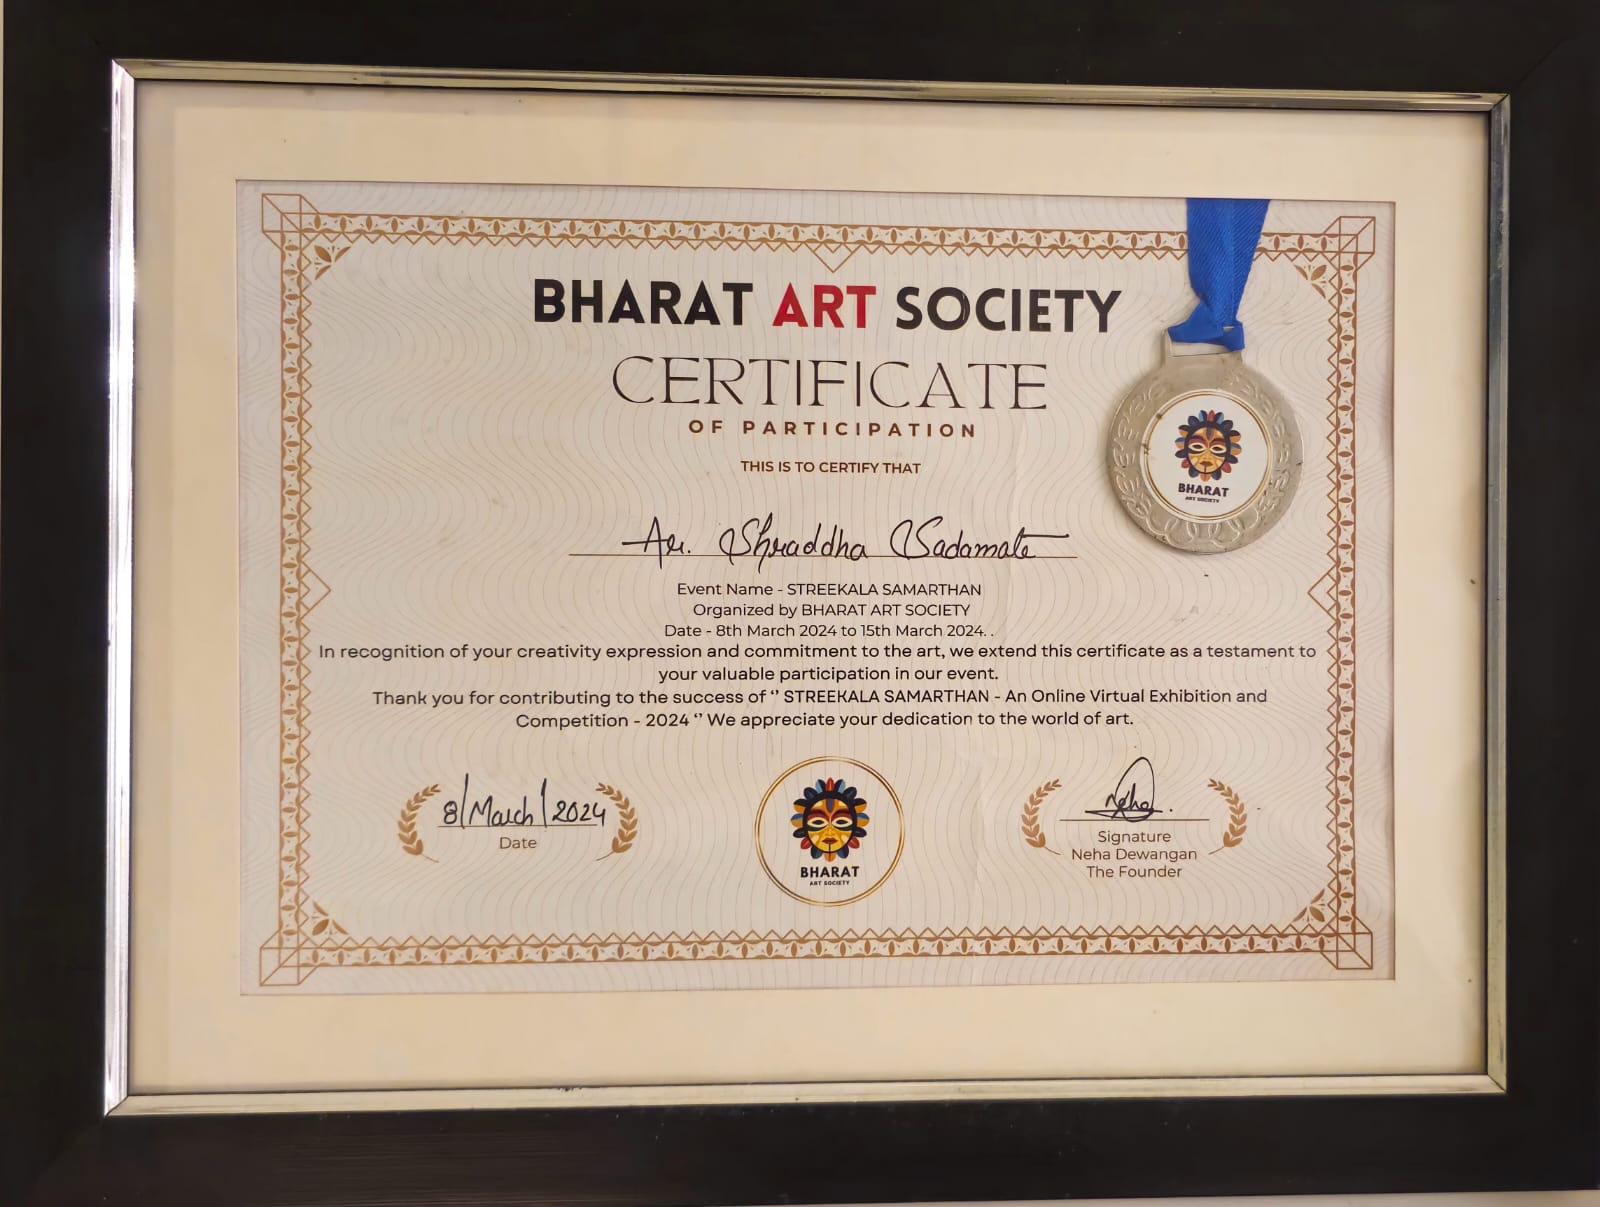 BHARAT ART SOCIETY
CERTIFICATE
OF PARTICIPATION
THIS IS TO CERTIFY THAT
BHARAT
ART SOCIETY
Ar. Shraddha Sadamate
Event Name - STREEKALA SAMARTHAN
Organized by BHARAT ART SOCIETY
Date - 8th March 2024 to 15th March 2024. .
In recognition of your creativity expression and commitment to the art, we extend this certificate as a testament to
your valuable participation in our event.
Thank you for contributing to the success of “ STREEKALA SAMARTHAN - An Online Virtual Exhibition and
Competition - 2024 “ We appreciate your dedication to the world of art.
8/March/2024
Date
BHARAT
ART SOCIETY
Neha.
Signature
Neha Dewangan
The Founder